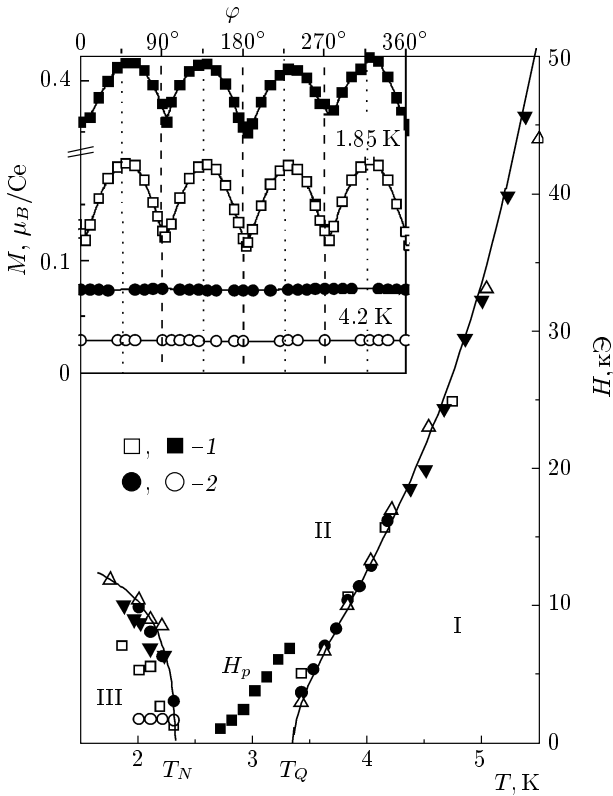 φ
0 90° 180° 270° 360°
0.4
0.1
0
M, μ_B/Ce
1.85 K
4.2 K
50
40
30
20
10
0
H, кЭ
□, ■ –1
●, ○ –2
II
I
III
H_p
2 3 4 5
T_N T_Q T, K